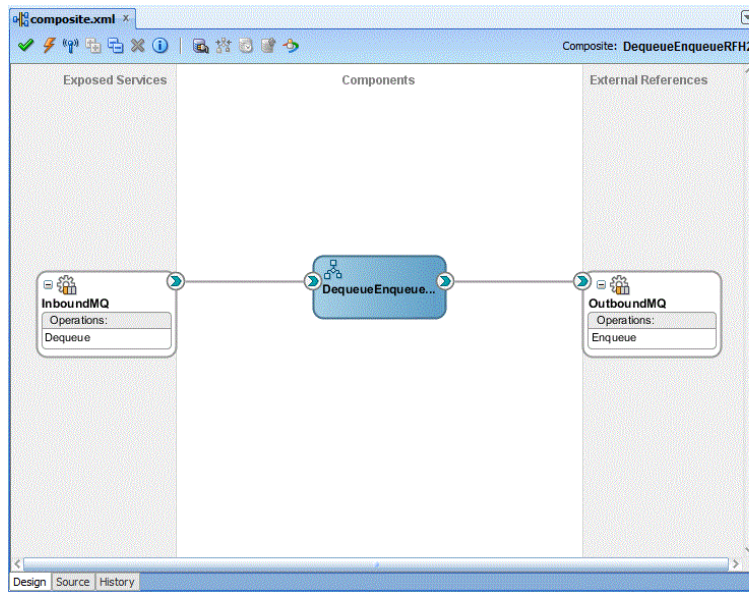 composite.xml
Composite: DequeueEnqueueRFH2
Exposed Services
Components
External References
InboundMQ
Operations:
Dequeue
DequeueEnqueue...
OutboundMQ
Operations:
Enqueue
Design
Source
History